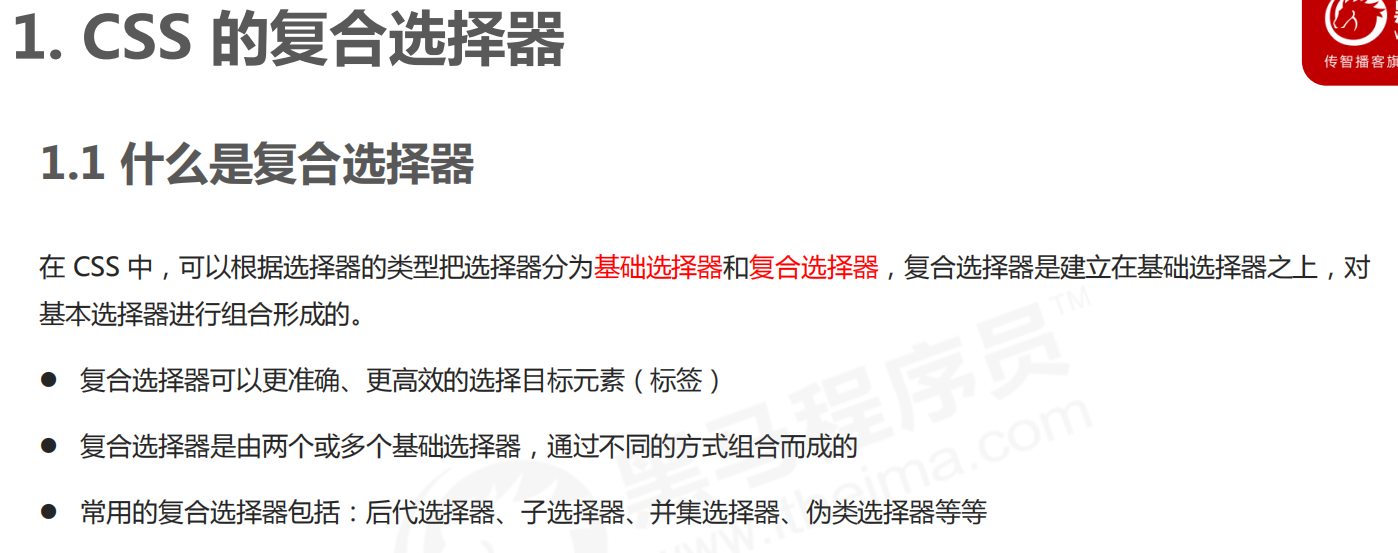 1. CSS 的复合选择器
传智播客旗
1.1 什么是复合选择器
在 CSS 中，可以根据选择器的类型把选择器分为基础选择器和复合选择器，复合选择器是建立在基础选择器之上，对
基本选择器进行组合形成的。
● 复合选择器可以更准确、更高效的选择目标元素（标签）
● 复合选择器是由两个或多个基础选择器，通过不同的方式组合而成的
● 常用的复合选择器包括：后代选择器、子选择器、并集选择器、伪类选择器等等
黑马程序员™
www.itheima.com